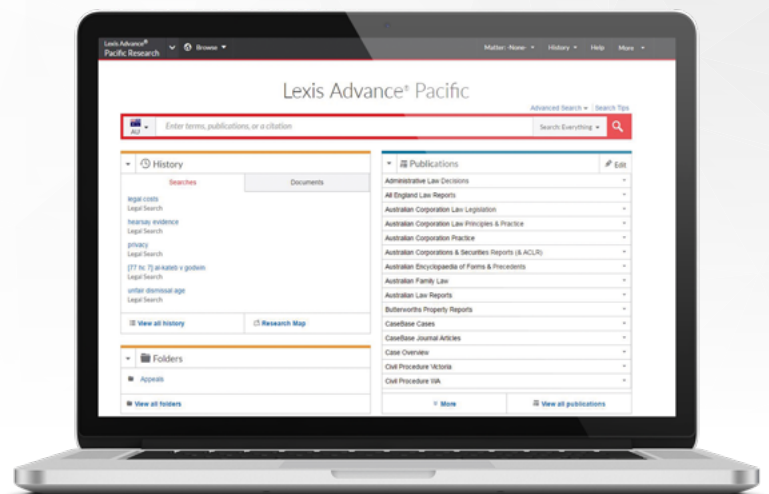 Lexis Advance®
Pacific Research
Browse
Matter: -None-
History
Help
More
Lexis Advance® Pacific
Advanced Search
Search Tips
AU
Enter terms, publications, or a citation
Search: Everything
History
Searches
Documents
legal costs
Legal Search
hearsay evidence
Legal Search
privacy
Legal Search
[77 hc 7] al-kateb v godwin
Legal Search
unfair dismissal age
Legal Search
View all history
Research Map
Folders
Appeals
View all folders
Publications
Edit
Administrative Law Decisions
All England Law Reports
Australian Corporation Law Legislation
Australian Corporation Law Principles & Practice
Australian Corporation Practice
Australian Corporations & Securities Reports (& ACLR)
Australian Encyclopaedia of Forms & Precedents
Australian Family Law
Australian Law Reports
Butterworths Property Reports
CaseBase Cases
CaseBase Journal Articles
Case Overview
Civil Procedure Victoria
Civil Procedure WA
More
View all publications